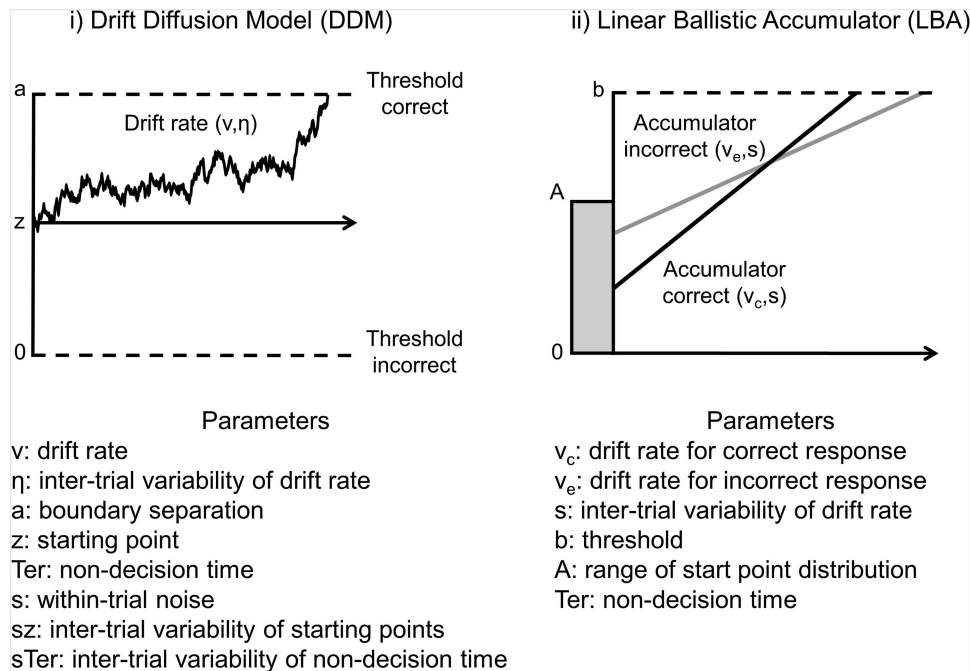 i) Drift Diffusion Model (DDM)
a
Threshold
correct
Drift rate (v,η)
z
0
Threshold
incorrect
Parameters
v: drift rate
η: inter-trial variability of drift rate
a: boundary separation
z: starting point
Ter: non-decision time
s: within-trial noise
sz: inter-trial variability of starting points
sTer: inter-trial variability of non-decision time
ii) Linear Ballistic Accumulator (LBA)
b
Accumulator
incorrect (vₑ,s)
A
Accumulator
correct (v_c,s)
0
Parameters
v_c: drift rate for correct response
vₑ: drift rate for incorrect response
s: inter-trial variability of drift rate
b: threshold
A: range of start point distribution
Ter: non-decision time